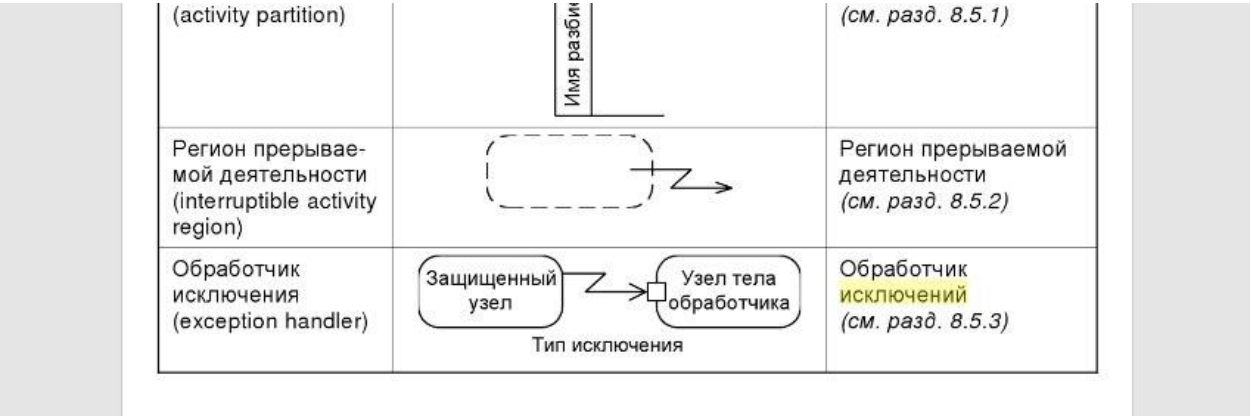 (activity partition)
Имя разбие
(см. разд. 8.5.1)
Регион прерывае-
мой деятельности
(interruptible activity
region)
Регион прерываемой
деятельности
(см. разд. 8.5.2)
Обработчик
исключения
(exception handler)
Защищенный
узел
Узел тела
обработчика
Тип исключения
Обработчик
исключений
(см. разд. 8.5.3)